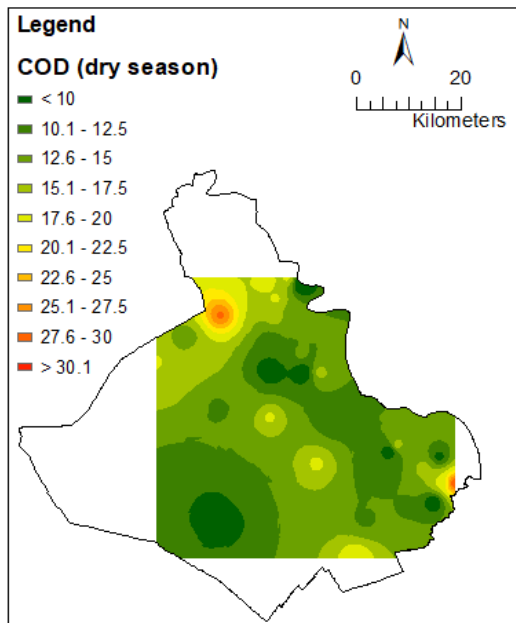 Legend
COD (dry season)
< 10
10.1 - 12.5
12.6 - 15
15.1 - 17.5
17.6 - 20
20.1 - 22.5
22.6 - 25
25.1 - 27.5
27.6 - 30
> 30.1
N
0 20
Kilometers